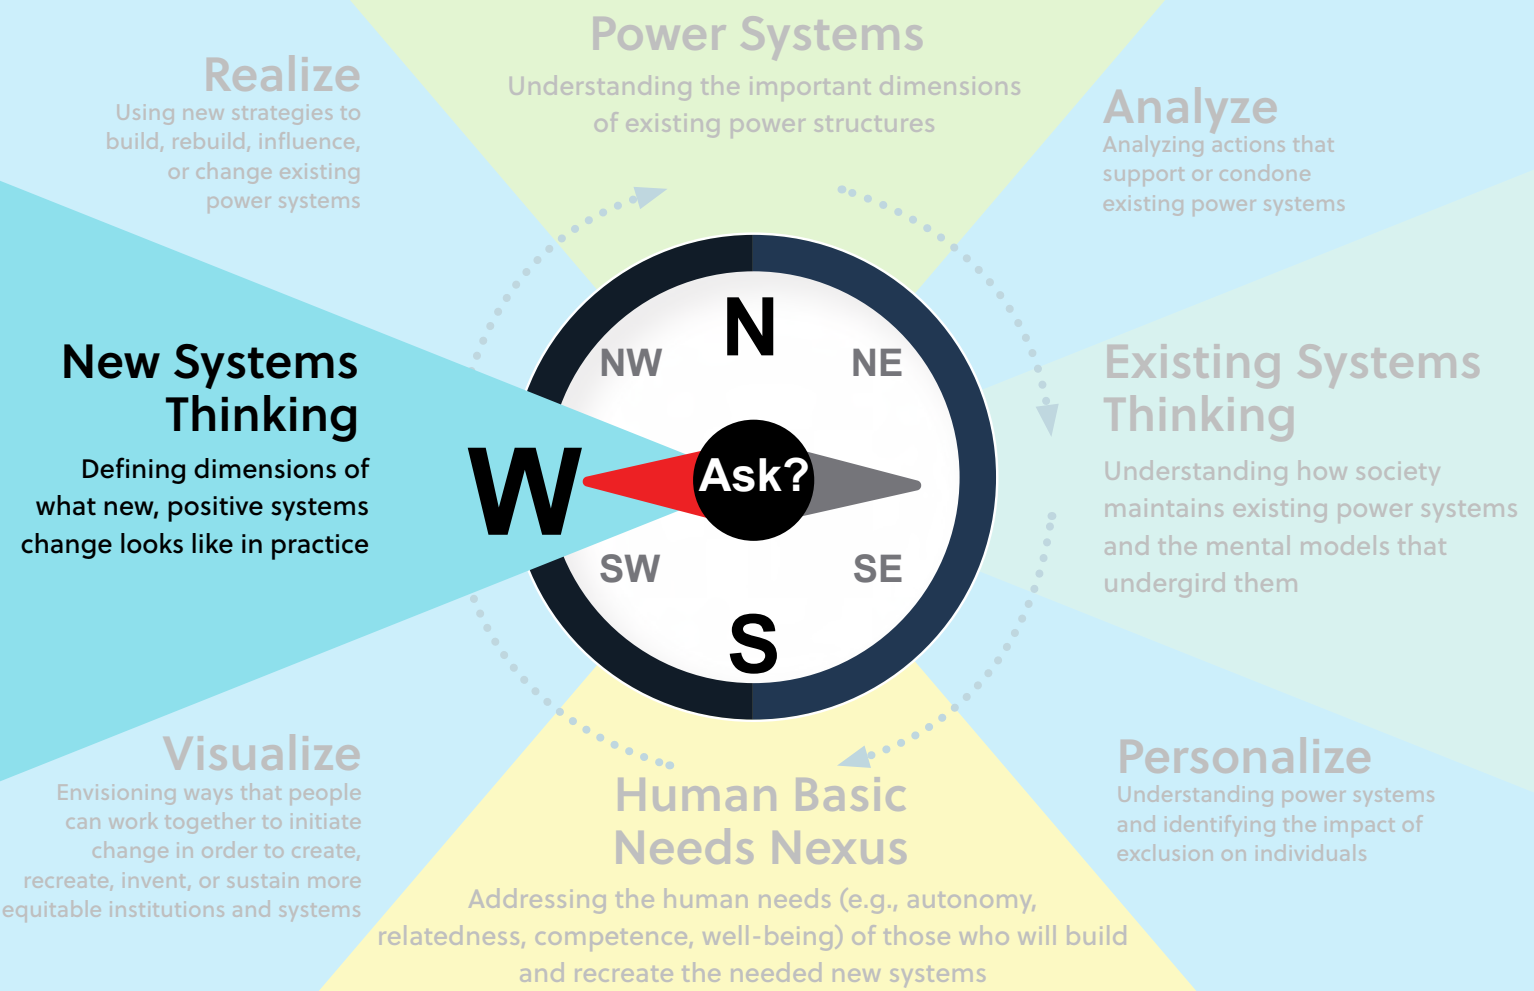 Power Systems
Understanding the important dimensions
of existing power structures
Realize
Using new strategies to
build, rebuild, influence,
or change existing
power systems
Analyze
Analyzing actions that
support or condone
existing power systems
N
NW
NE
New Systems
Thinking
Defining dimensions of
what new, positive systems
change looks like in practice
W
Ask?
Existing Systems
Thinking
Understanding how society
maintains existing power systems
and the mental models that
undergird them
SW
SE
S
Visualize
Envisioning ways that people
can work together to initiate
change in order to create,
recreate, invent, or sustain more
equitable institutions and systems
Human Basic
Needs Nexus
Addressing the human needs (e.g., autonomy,
relatedness, competence, well-being) of those who will build
and recreate the needed new systems
Personalize
Understanding power systems
and identifying the impact of
exclusion on individuals